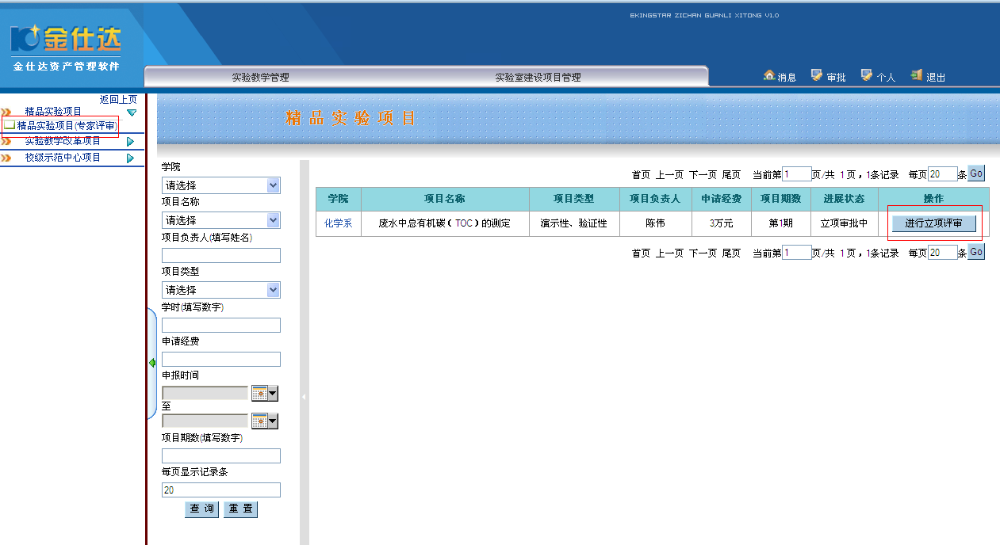 EKINGSTAR ZICHAN GUANLI XITONG V1.0
金仕达
金仕达资产管理软件
实验教学管理 实验室建设项目管理 消息 审批 个人 退出
返回上页
精品实验项目
精品实验项目(专家评审)
实验教学改革项目
校级示范中心项目
精品实验项目
学院
请选择
项目名称
请选择
项目负责人(填写姓名)
项目类型
请选择
学时(填写数字)
申请经费
申报时间
至
项目期数(填写数字)
每页显示记录条
20
查 询 重 置
首页 上一页 下一页 尾页 当前第1页/共 1 页，1条记录 每页20条Go
学院 项目名称 项目类型 项目负责人 申请经费 项目期数 进展状态 操作
化学系 废水中总有机碳（TOC）的测定 演示性、验证性 陈伟 3万元 第1期 立项审批中 进行立项评审
首页 上一页 下一页 尾页 当前第1页/共 1 页，1条记录 每页20条Go